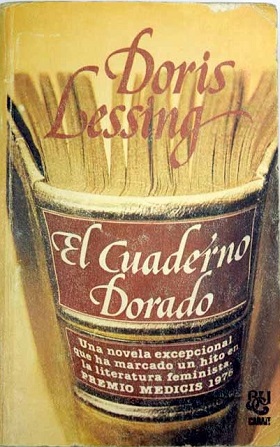 Doris
Lessing
El Cuaderno
Dorado
Una novela excepcional
que ha marcado un hito en
la literatura feminista.
PREMIO MEDICIS 1976